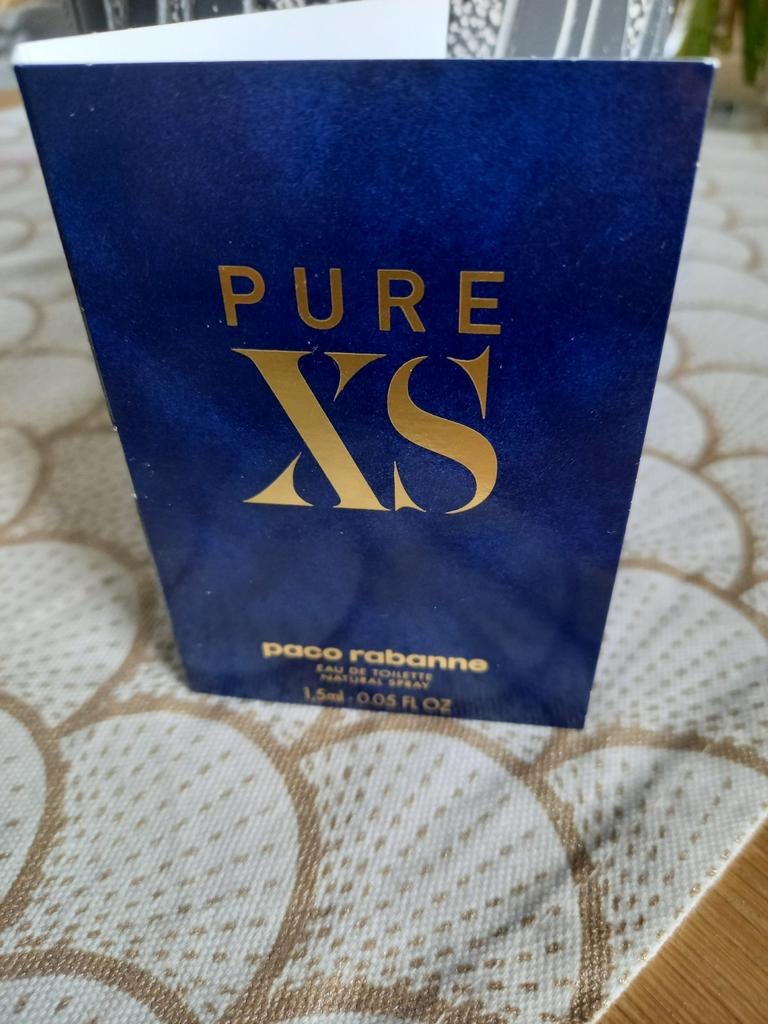 PURE
XS
paco rabanne
EAU DE TOILETTE
NATURAL SPRAY
1,5ml - 0.05 FL OZ